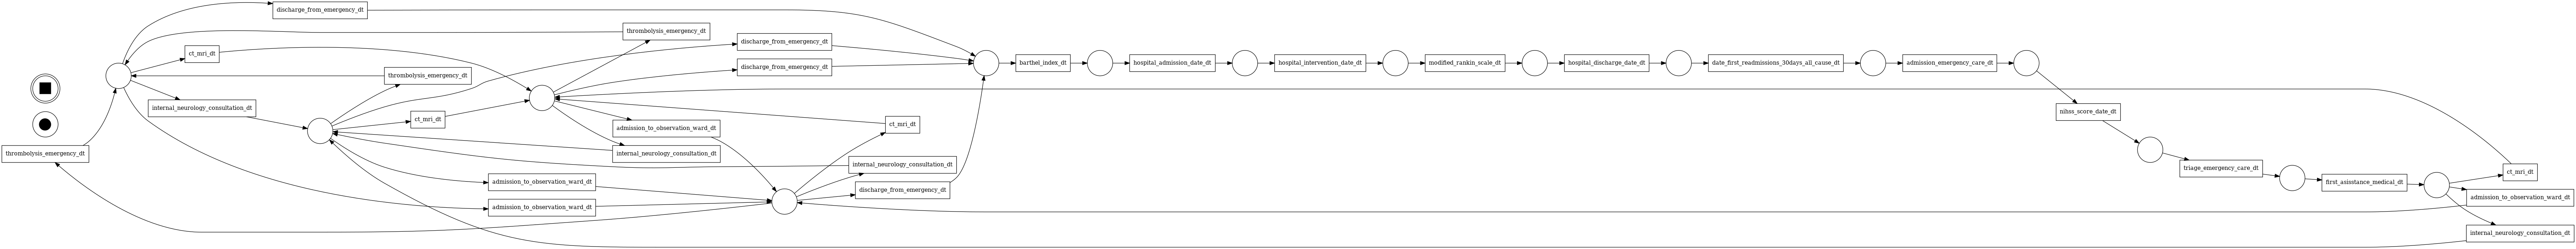 discharge_from_emergency_dt
thrombolysis_emergency_dt
discharge_from_emergency_dt
ct_mri_dt
barthel_index_dt
hospital_admission_date_dt
hospital_intervention_date_dt
modified_rankin_scale_dt
hospital_discharge_date_dt
date_first_readmissions_30days_all_cause_dt
admission_emergency_care_dt
discharge_from_emergency_dt
thrombolysis_emergency_dt
internal_neurology_consultation_dt
nihss_score_date_dt
ct_mri_dt
ct_mri_dt
admission_to_observation_ward_dt
thrombolysis_emergency_dt
internal_neurology_consultation_dt
internal_neurology_consultation_dt
triage_emergency_care_dt
ct_mri_dt
admission_to_observation_ward_dt
first_asisstance_medical_dt
discharge_from_emergency_dt
admission_to_observation_ward_dt
admission_to_observation_ward_dt
internal_neurology_consultation_dt